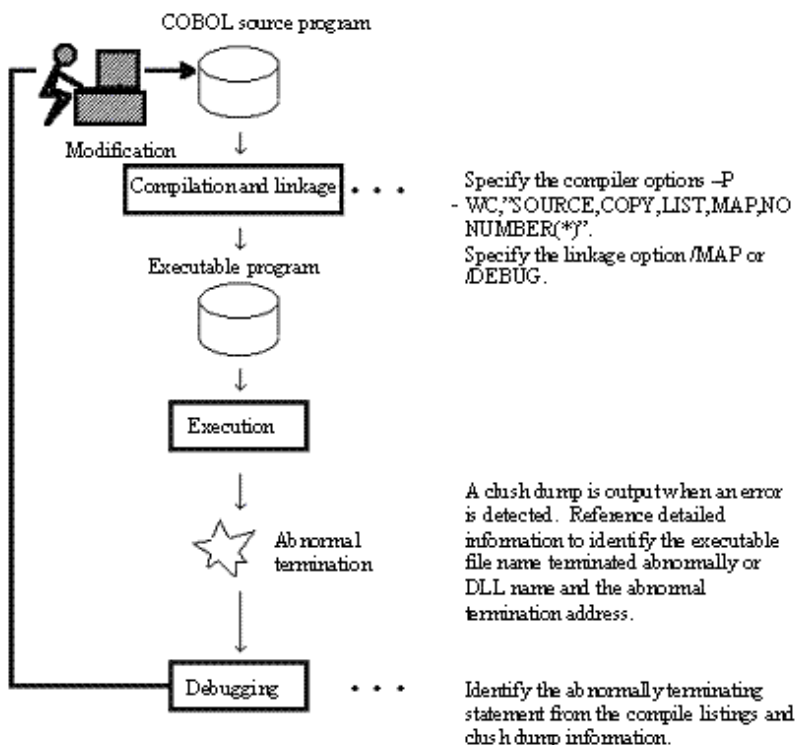 COBOL source program
Modification
Compilation and linkage . . .
Specify the compiler options –P
- WC,”SOURCE,COPY,LIST,MAP,NO
NUMBER(*)”.
Specify the linkage option /MAP or
/DEBUG.
Executable program
Execution
Abnormal
termination
A clush dump is output when an error
is detected. Reference detailed
information to identify the executable
file name terminated abnormally or
DLL name and the abnormal
termination address.
Debugging . . .
Identify the abnormally terminating
statement from the compile listings and
clush dump information.